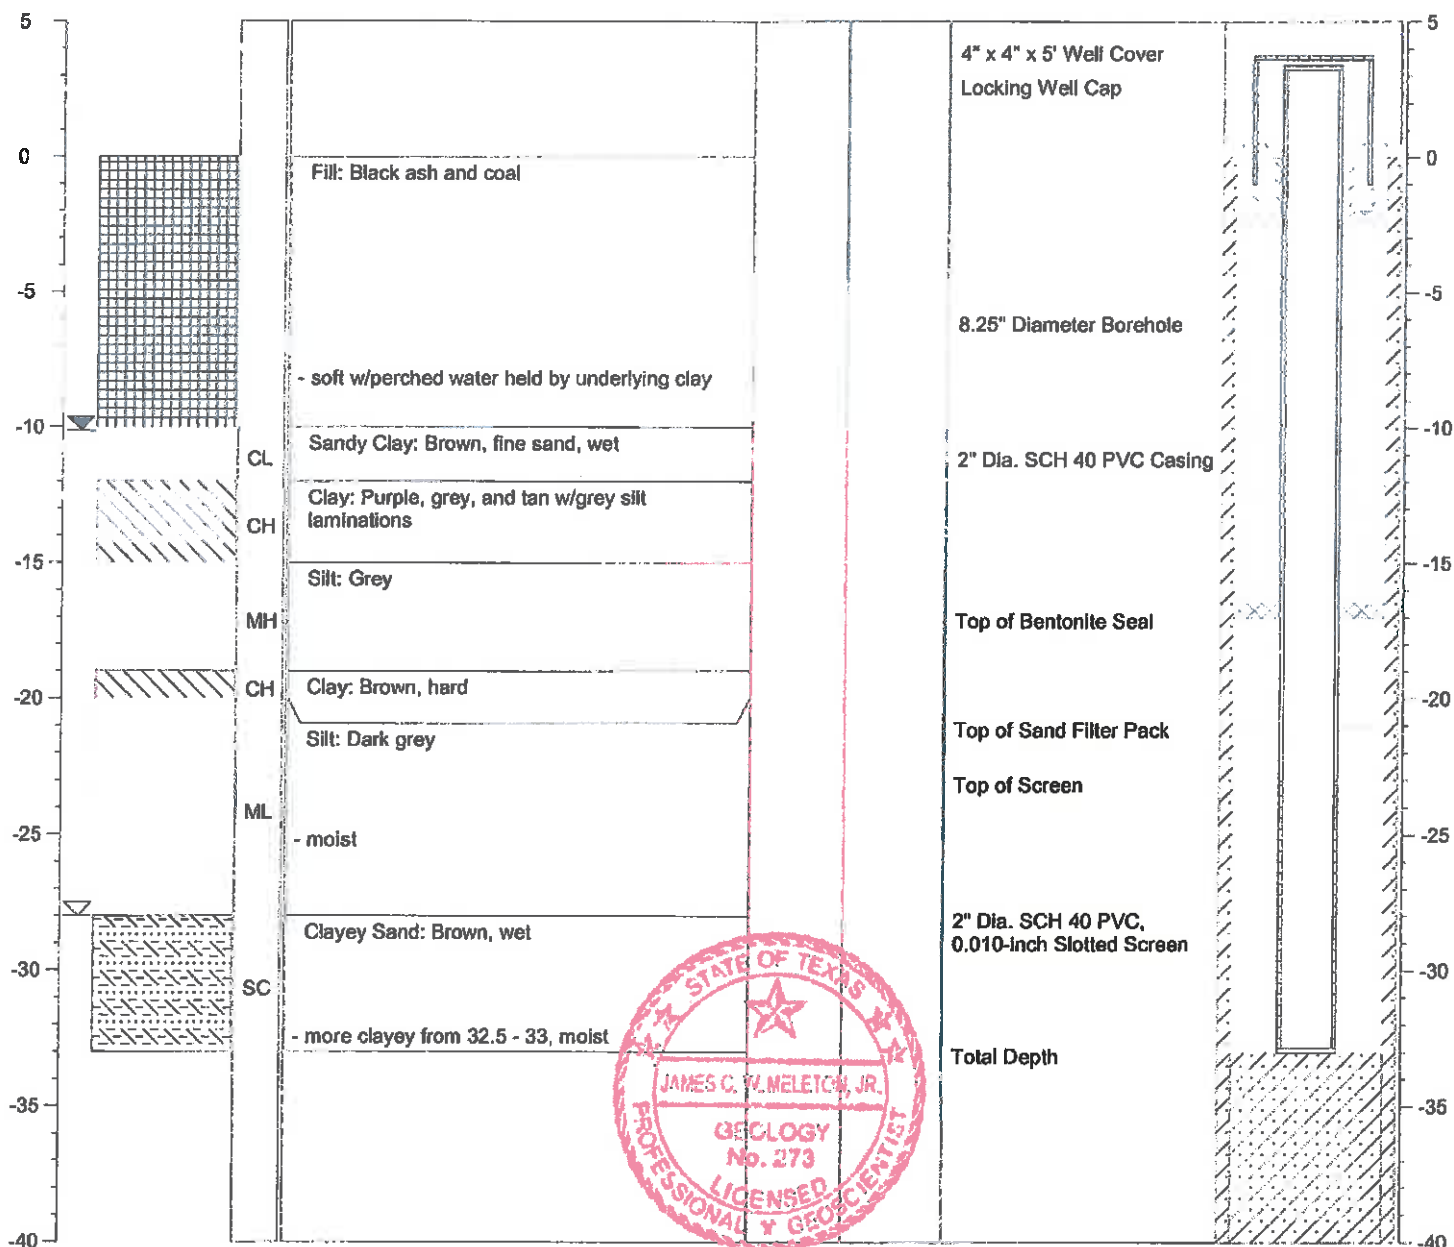 5
0
-5
-10
-15
-20
-25
-30
-35
-40
CL
CH
MH
CH
ML
SC
Fill: Black ash and coal
- soft w/perched water held by underlying clay
Sandy Clay: Brown, fine sand, wet
Clay: Purple, grey, and tan w/grey silt
laminations
Silt: Grey
Clay: Brown, hard
Silt: Dark grey
- moist
Clayey Sand: Brown, wet
- more clayey from 32.5 - 33, moist
4" x 4" x 5' Well Cover
Locking Well Cap
8.25" Diameter Borehole
2" Dia. SCH 40 PVC Casing
Top of Bentonite Seal
Top of Sand Filter Pack
Top of Screen
2" Dia. SCH 40 PVC,
0.010-inch Slotted Screen
Total Depth
5
0
-5
-10
-15
-20
-25
-30
-35
-40
STATE OF TEXAS
JAMES C. W. MELETON, JR.
GEOLOGY
No. 273
LICENSED
PROFESSIONAL GEOSCIENTIST